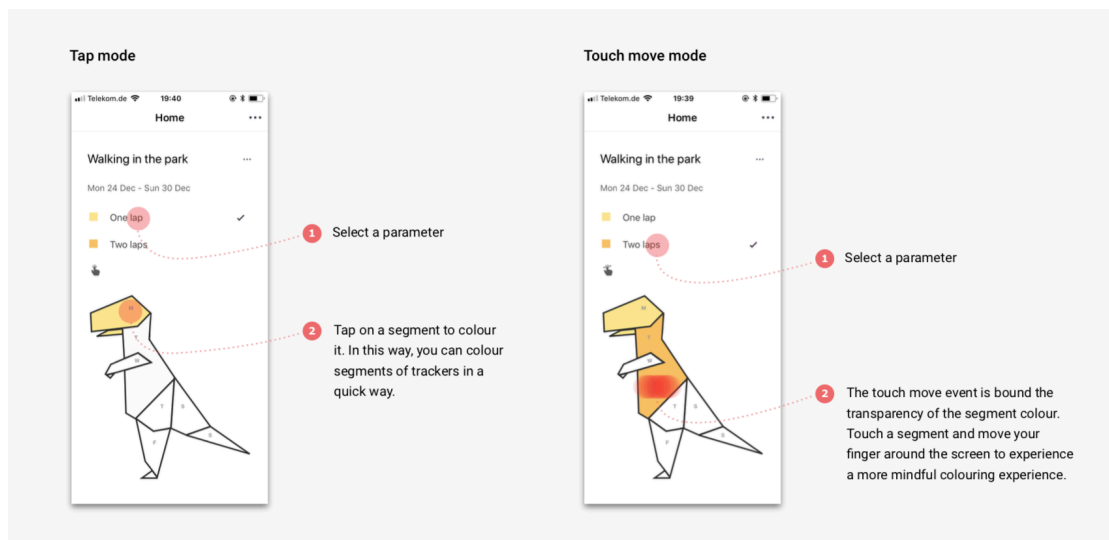 Tap mode
Telekom.de 19:40
Home
Walking in the park
Mon 24 Dec - Sun 30 Dec
One lap
Two laps
M
T
W
T
S
F
S
1 Select a parameter
2 Tap on a segment to colour
it. In this way, you can colour
segments of trackers in a
quick way.
Touch move mode
Telekom.de 19:39
Home
Walking in the park
Mon 24 Dec - Sun 30 Dec
One lap
Two laps
M
T
W
T
S
F
S
1 Select a parameter
2 The touch move event is bound the
transparency of the segment colour.
Touch a segment and move your
finger around the screen to experience
a more mindful colouring experience.